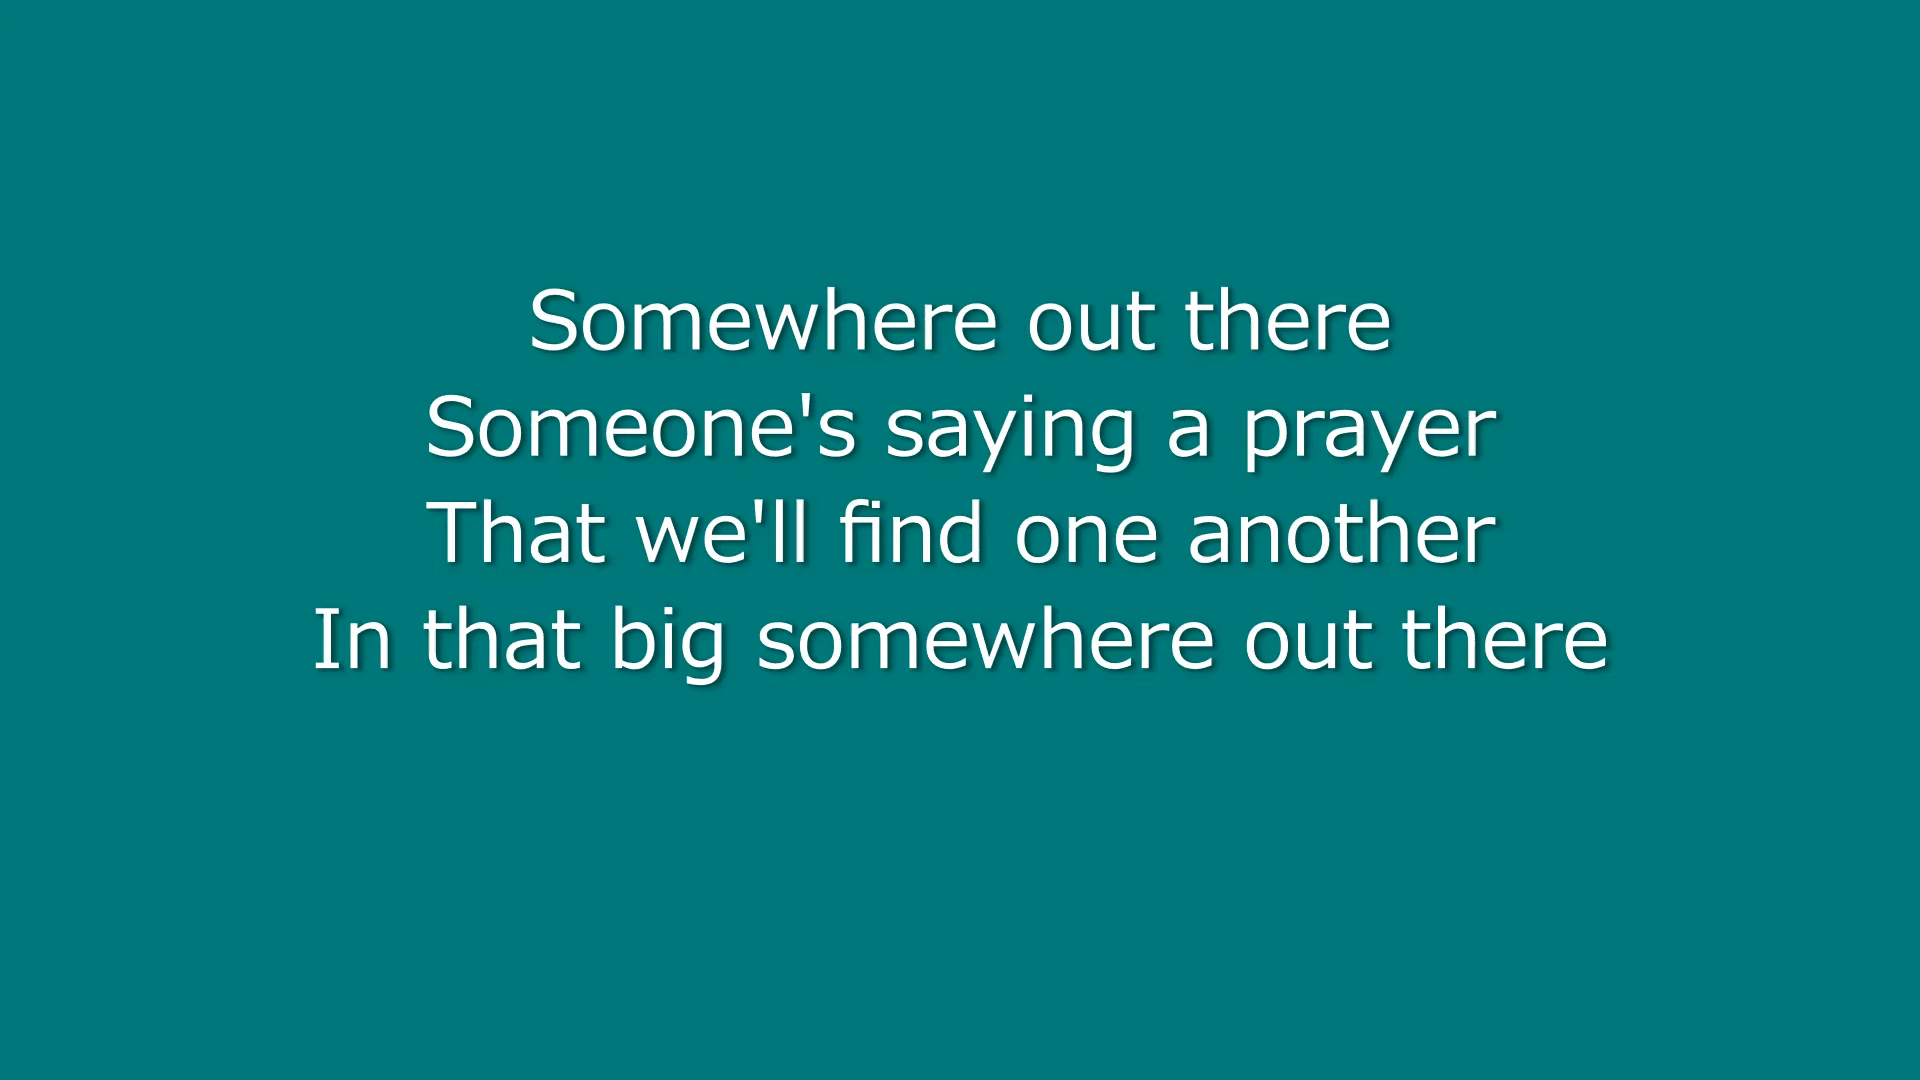 Somewhere out there
Someone's saying a prayer
That we'll find one another
In that big somewhere out there